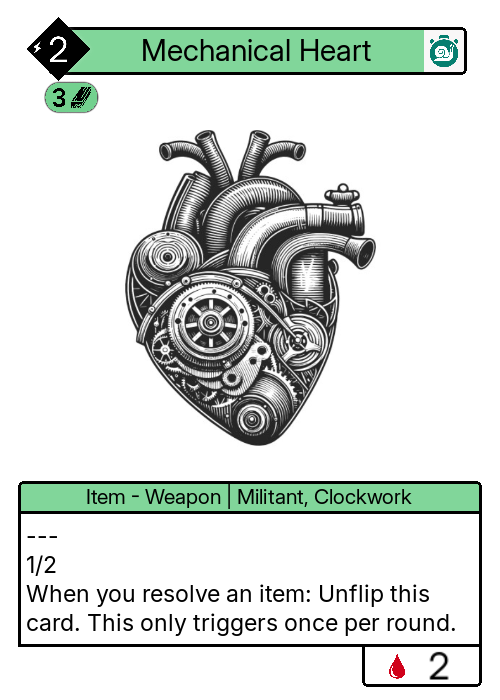 2
Mechanical Heart
3
Item - Weapon | Militant, Clockwork
---
1/2
When you resolve an item: Unflip this
card. This only triggers once per round.
2